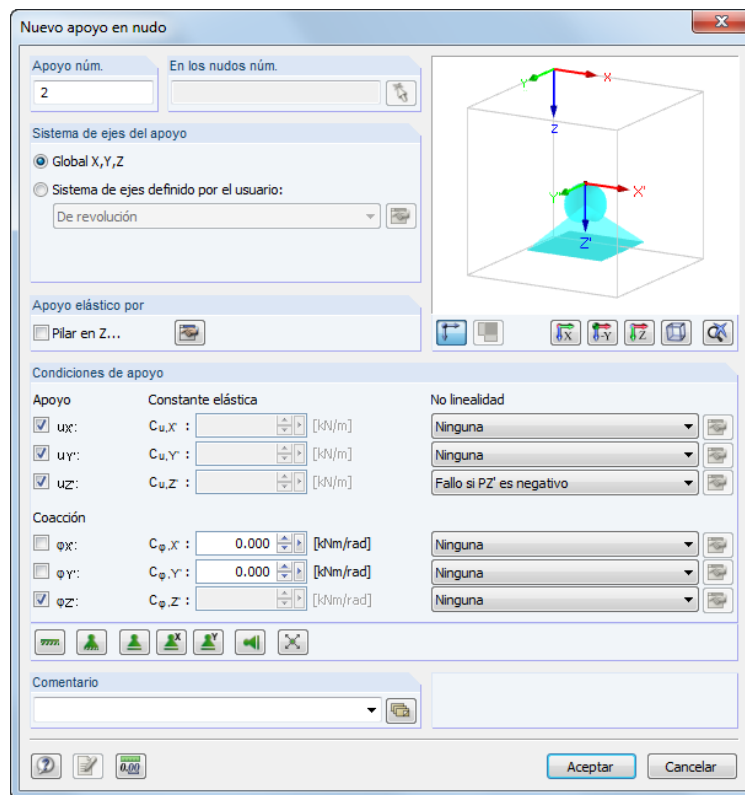 Nuevo apoyo en nudo
Apoyo núm.
En los nudos núm.
2
Sistema de ejes del apoyo
Global X,Y,Z
Sistema de ejes definido por el usuario:
De revolución
Apoyo elástico por
Pilar en Z...
Y X
Z
Y' X'
Z'
X -Y Z
Condiciones de apoyo
Apoyo Constante elástica No linealidad
uX': Cu,X' : [kN/m] Ninguna
uY': Cu,Y' : [kN/m] Ninguna
uZ': Cu,Z' : [kN/m] Fallo si PZ' es negativo
Coacción
φX': Cφ,X' : 0.000 [kNm/rad] Ninguna
φY': Cφ,Y' : 0.000 [kNm/rad] Ninguna
φZ': Cφ,Z' : [kNm/rad] Ninguna
X Y
Comentario
0.00
Aceptar Cancelar